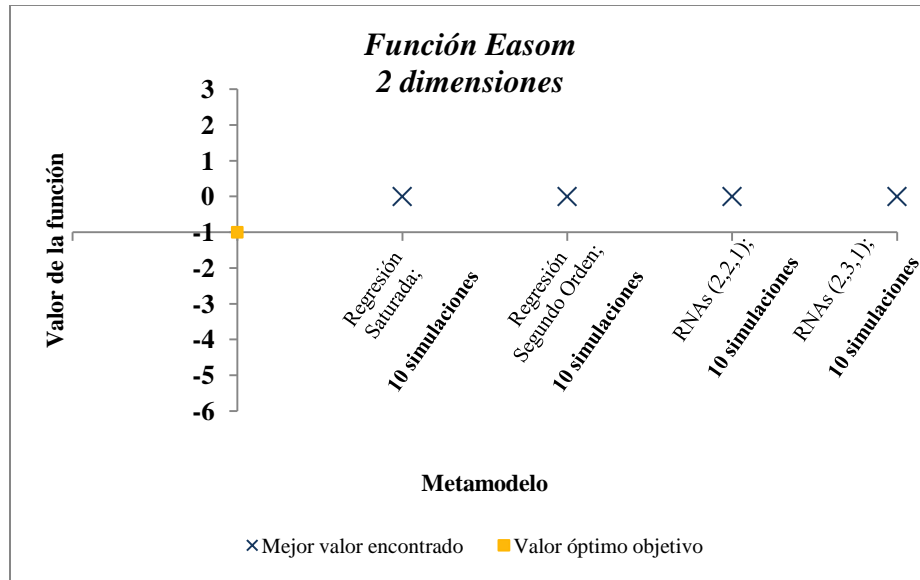 Función Easom
2 dimensiones
Valor de la función
3
2
1
0
-1
-2
-3
-4
-5
-6
Regresión
Saturada;
10 simulaciones
Regresión
Segundo Orden;
10 simulaciones
RNAs (2,2,1);
10 simulaciones
RNAs (2,3,1);
10 simulaciones
Metamodelo
Mejor valor encontrado
Valor óptimo objetivo